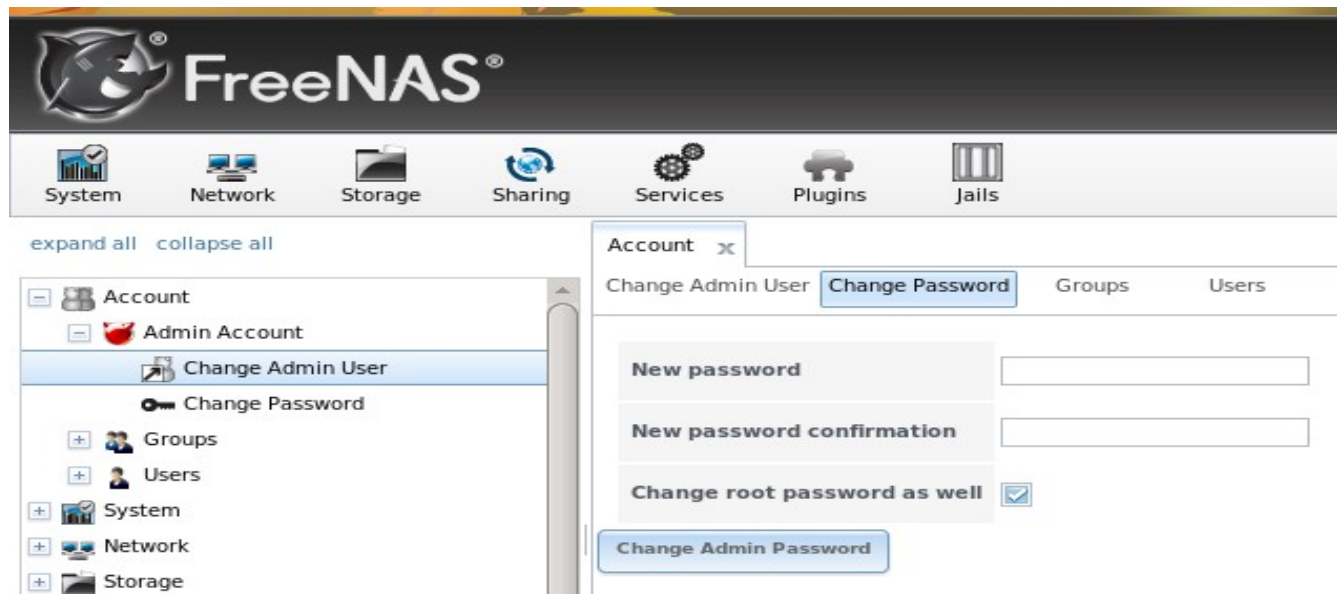 FreeNAS®
System Network Storage Sharing Services Plugins Jails
expand all collapse all
Account
Admin Account
Change Admin User
Change Password
Groups
Users
System
Network
Storage
Account x
Change Admin User Change Password Groups Users
New password
New password confirmation
Change root password as well
Change Admin Password